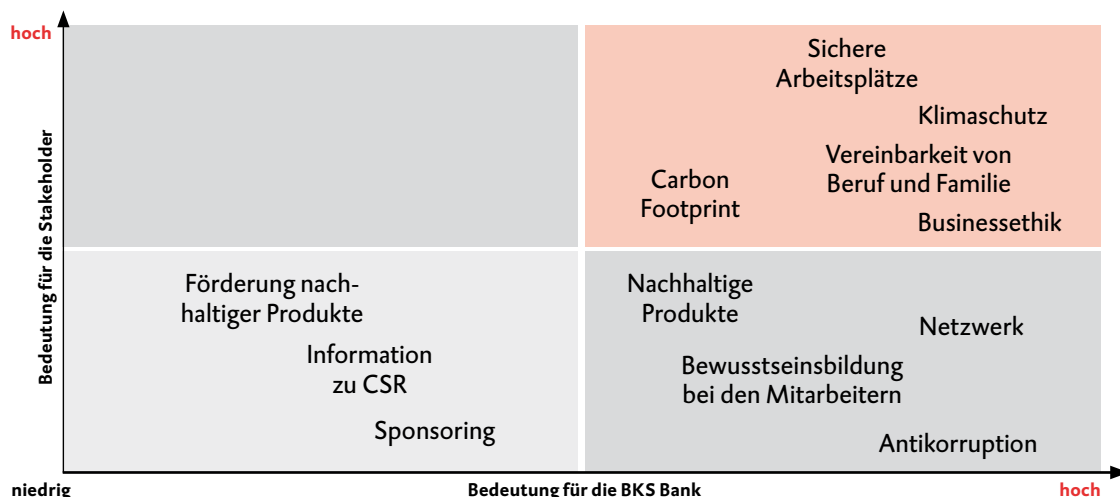 hoch
Bedeutung für die Stakeholder
Sichere
Arbeitsplätze
Klimaschutz
Vereinbarkeit von
Beruf und Familie
Carbon
Footprint
Businessethik
Förderung nach-
haltiger Produkte
Information
zu CSR
Sponsoring
Nachhaltige
Produkte
Netzwerk
Bewusstseinsbildung
bei den Mitarbeitern
Antikorruption
niedrig
Bedeutung für die BKS Bank
hoch